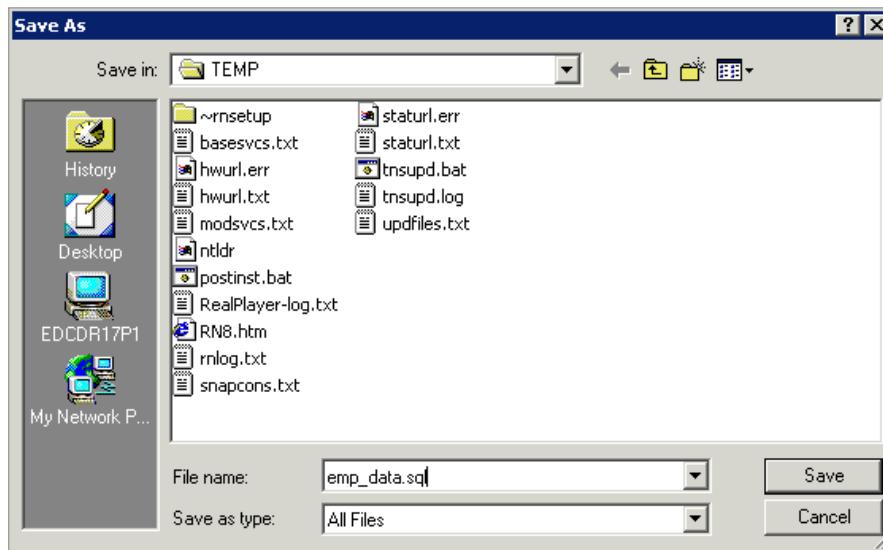 Save As
Save in: TEMP
History
Desktop
EDCDR17P1
My Network P...
~rnsetup
basesvcs.txt
hwurl.err
hwurl.txt
modsvcs.txt
ntldr
postinst.bat
RealPlayer-log.txt
RN8.htm
rnlog.txt
snapcons.txt
staturl.err
staturl.txt
tnsupd.bat
tnsupd.log
updfiles.txt
File name: emp_data.sql Save
Save as type: All Files Cancel